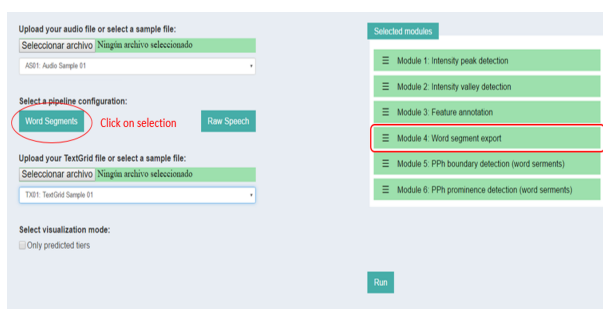 Upload your audio file or select a sample file:
Seleccionar archivo Ningún archivo seleccionado
AS01: Audio Sample 01
Select a pipeline configuration:
Word Segments
Click on selection
Raw Speech
Upload your TextGrid file or select a sample file:
Seleccionar archivo Ningún archivo seleccionado
TX01: TextGrid Sample 01
Select visualization mode:
Only predicted tiers
Selected modules
Module 1: Intensity peak detection
Module 2: Intensity valley detection
Module 3: Feature annotation
Module 4: Word segment export
Module 5: PPh boundary detection (word serments)
Module 6: PPh prominence detection (word serments)
Run